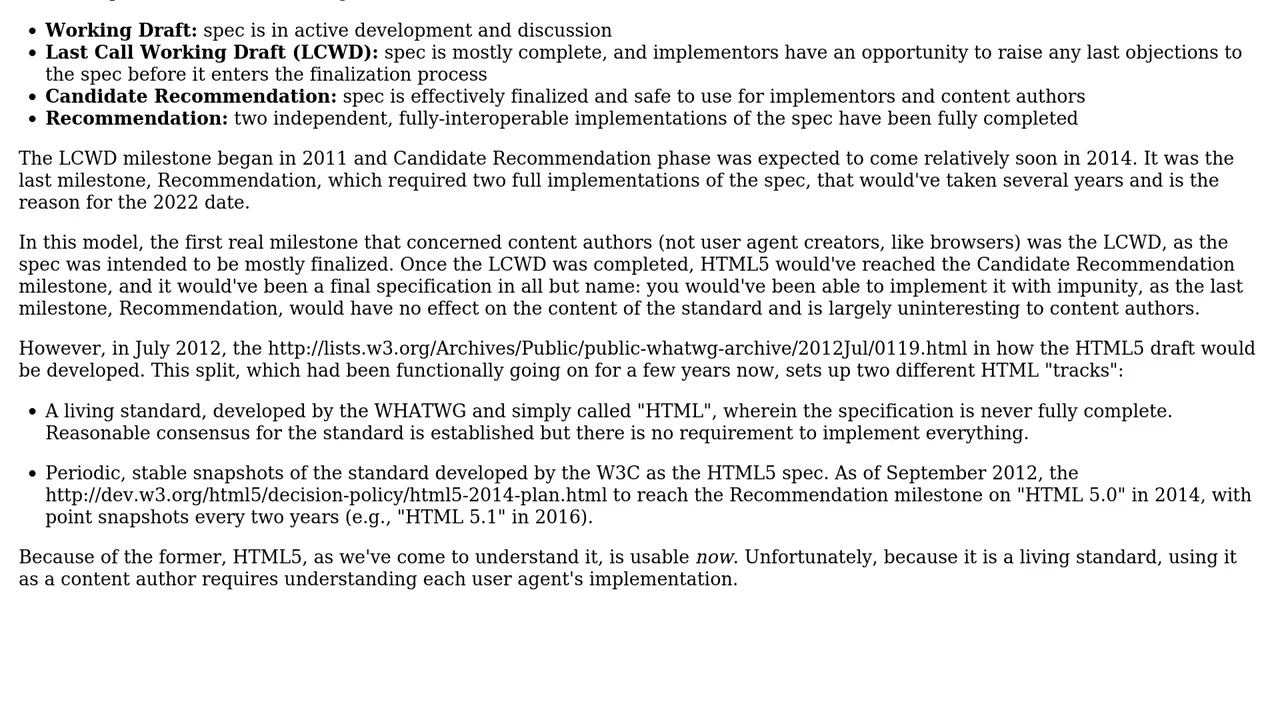 • Working Draft: spec is in active development and discussion
• Last Call Working Draft (LCWD): spec is mostly complete, and implementors have an opportunity to raise any last objections to
the spec before it enters the finalization process
• Candidate Recommendation: spec is effectively finalized and safe to use for implementors and content authors
• Recommendation: two independent, fully-interoperable implementations of the spec have been fully completed
The LCWD milestone began in 2011 and Candidate Recommendation phase was expected to come relatively soon in 2014. It was the
last milestone, Recommendation, which required two full implementations of the spec, that would've taken several years and is the
reason for the 2022 date.
In this model, the first real milestone that concerned content authors (not user agent creators, like browsers) was the LCWD, as the
spec was intended to be mostly finalized. Once the LCWD was completed, HTML5 would've reached the Candidate Recommendation
milestone, and it would've been a final specification in all but name: you would've been able to implement it with impunity, as the last
milestone, Recommendation, would have no effect on the content of the standard and is largely uninteresting to content authors.
However, in July 2012, the http://lists.w3.org/Archives/Public/public-whatwg-archive/2012Jul/0119.html in how the HTML5 draft would
be developed. This split, which had been functionally going on for a few years now, sets up two different HTML "tracks":
• A living standard, developed by the WHATWG and simply called "HTML", wherein the specification is never fully complete.
Reasonable consensus for the standard is established but there is no requirement to implement everything.
• Periodic, stable snapshots of the standard developed by the W3C as the HTML5 spec. As of September 2012, the
http://dev.w3.org/html5/decision-policy/html5-2014-plan.html to reach the Recommendation milestone on "HTML 5.0" in 2014, with
point snapshots every two years (e.g., "HTML 5.1" in 2016).
Because of the former, HTML5, as we've come to understand it, is usable now. Unfortunately, because it is a living standard, using it
as a content author requires understanding each user agent's implementation.